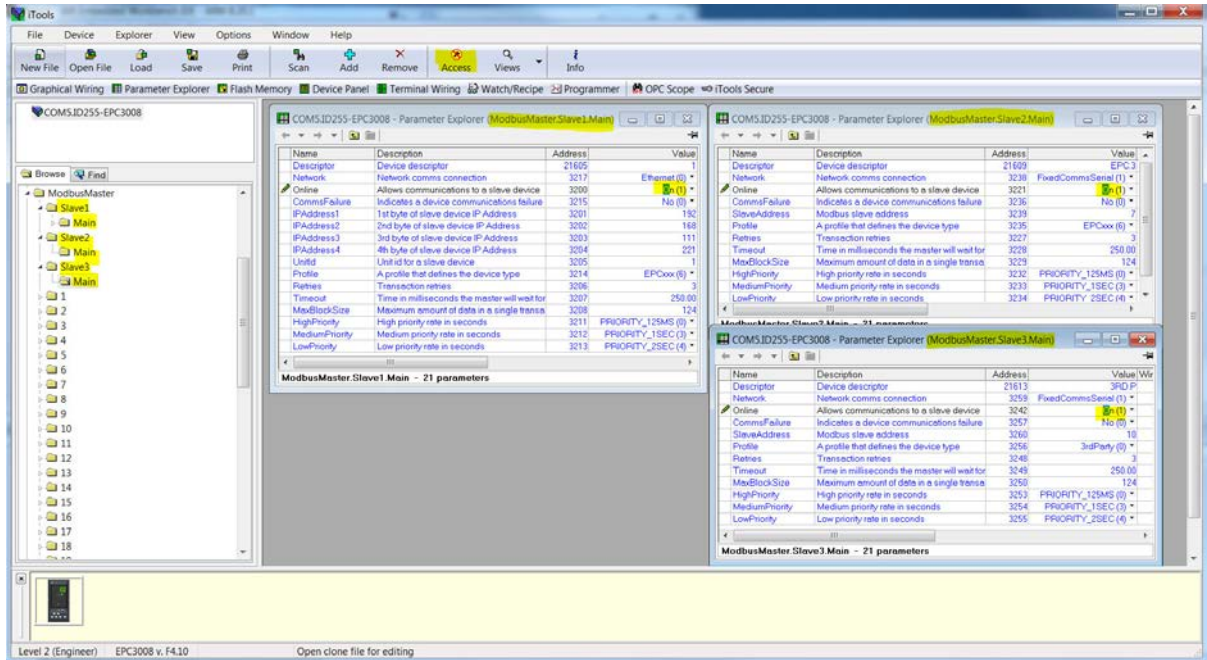 iTools
File Device Explorer View Options Window Help
New File Open File Load Save Print Scan Add Remove Access Views Info
Graphical Wiring Parameter Explorer Flash Memory Device Panel Terminal Wiring Watch/Recipe Programmer OPC Scope iTools Secure
COM5.ID255-EPC3008
Browse Find
ModbusMaster
Slave1
Main
Slave2
Main
Slave3
Main
1
2
3
4
5
6
7
8
9
10
11
12
13
14
15
16
17
18
COM5.ID255-EPC3008 - Parameter Explorer (ModbusMaster.Slave1.Main)
Name Description Address Value
Descriptor Device descriptor 21605 1
Network Network comms connection 3217 Ethernet (0)
Online Allows communications to a slave device 3200 On (1)
CommsFailure Indicates a device communications failure 3215 No (0)
IPAddress1 1st byte of slave device IP Address 3201 192
IPAddress2 2nd byte of slave device IP Address 3202 168
IPAddress3 3rd byte of slave device IP Address 3203 111
IPAddress4 4th byte of slave device IP Address 3204 221
UnitId Unit id for a slave device 3205 1
Profile A profile that defines the device type 3214 EPCxxx (6)
Retries Transaction retries 3206 3
Timeout Time in milliseconds the master will wait for 3207 250.00
MaxBlockSize Maximum amount of data in a single transa 3208 124
HighPriority High priority rate in seconds 3211 PRIORITY_125MS (0)
MediumPriority Medium priority rate in seconds 3212 PRIORITY_1SEC (3)
LowPriority Low priority rate in seconds 3213 PRIORITY_2SEC (4)
ModbusMaster.Slave1.Main - 21 parameters
COM5.ID255-EPC3008 - Parameter Explorer (ModbusMaster.Slave2.Main)
Name Description Address Value
Descriptor Device descriptor 21609 EPC3
Network Network comms connection 3238 FixedCommsSerial (1)
Online Allows communications to a slave device 3221 On (1)
CommsFailure Indicates a device communications failure 3236 No (0)
SlaveAddress Modbus slave address 3239 7
Profile A profile that defines the device type 3235 EPCxxx (6)
Retries Transaction retries 3227 3
Timeout Time in milliseconds the master will wait for 3228 250.00
MaxBlockSize Maximum amount of data in a single transa 3229 124
HighPriority High priority rate in seconds 3232 PRIORITY_125MS (0)
MediumPriority Medium priority rate in seconds 3233 PRIORITY_1SEC (3)
LowPriority Low priority rate in seconds 3234 PRIORITY_2SEC (4)
ModbusMaster.Slave2.Main - 21 parameters
COM5.ID255-EPC3008 - Parameter Explorer (ModbusMaster.Slave3.Main)
Name Description Address Value Wir
Descriptor Device descriptor 21613 3RD.P
Network Network comms connection 3259 FixedCommsSerial (1)
Online Allows communications to a slave device 3242 On (1)
CommsFailure Indicates a device communications failure 3257 No (0)
SlaveAddress Modbus slave address 3260 10
Profile A profile that defines the device type 3256 3rdParty (0)
Retries Transaction retries 3248 3
Timeout Time in milliseconds the master will wait for 3249 250.00
MaxBlockSize Maximum amount of data in a single transa 3250 124
HighPriority High priority rate in seconds 3253 PRIORITY_125MS (0)
MediumPriority Medium priority rate in seconds 3254 PRIORITY_1SEC (3)
LowPriority Low priority rate in seconds 3255 PRIORITY_2SEC (4)
ModbusMaster.Slave3.Main - 21 parameters
Level 2 (Engineer) EPC3008 v. F4.10 Open clone file for editing